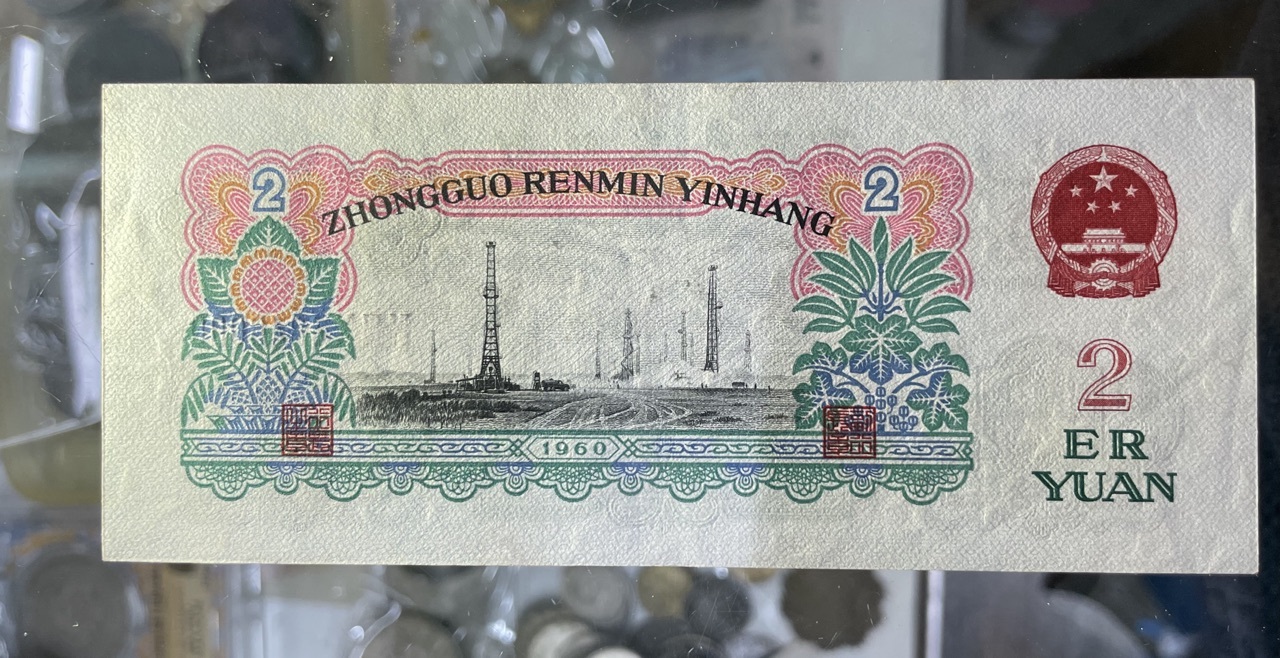 2
2
ZHONGGUO RENMIN YINHANG
1960
2
ER
YUAN